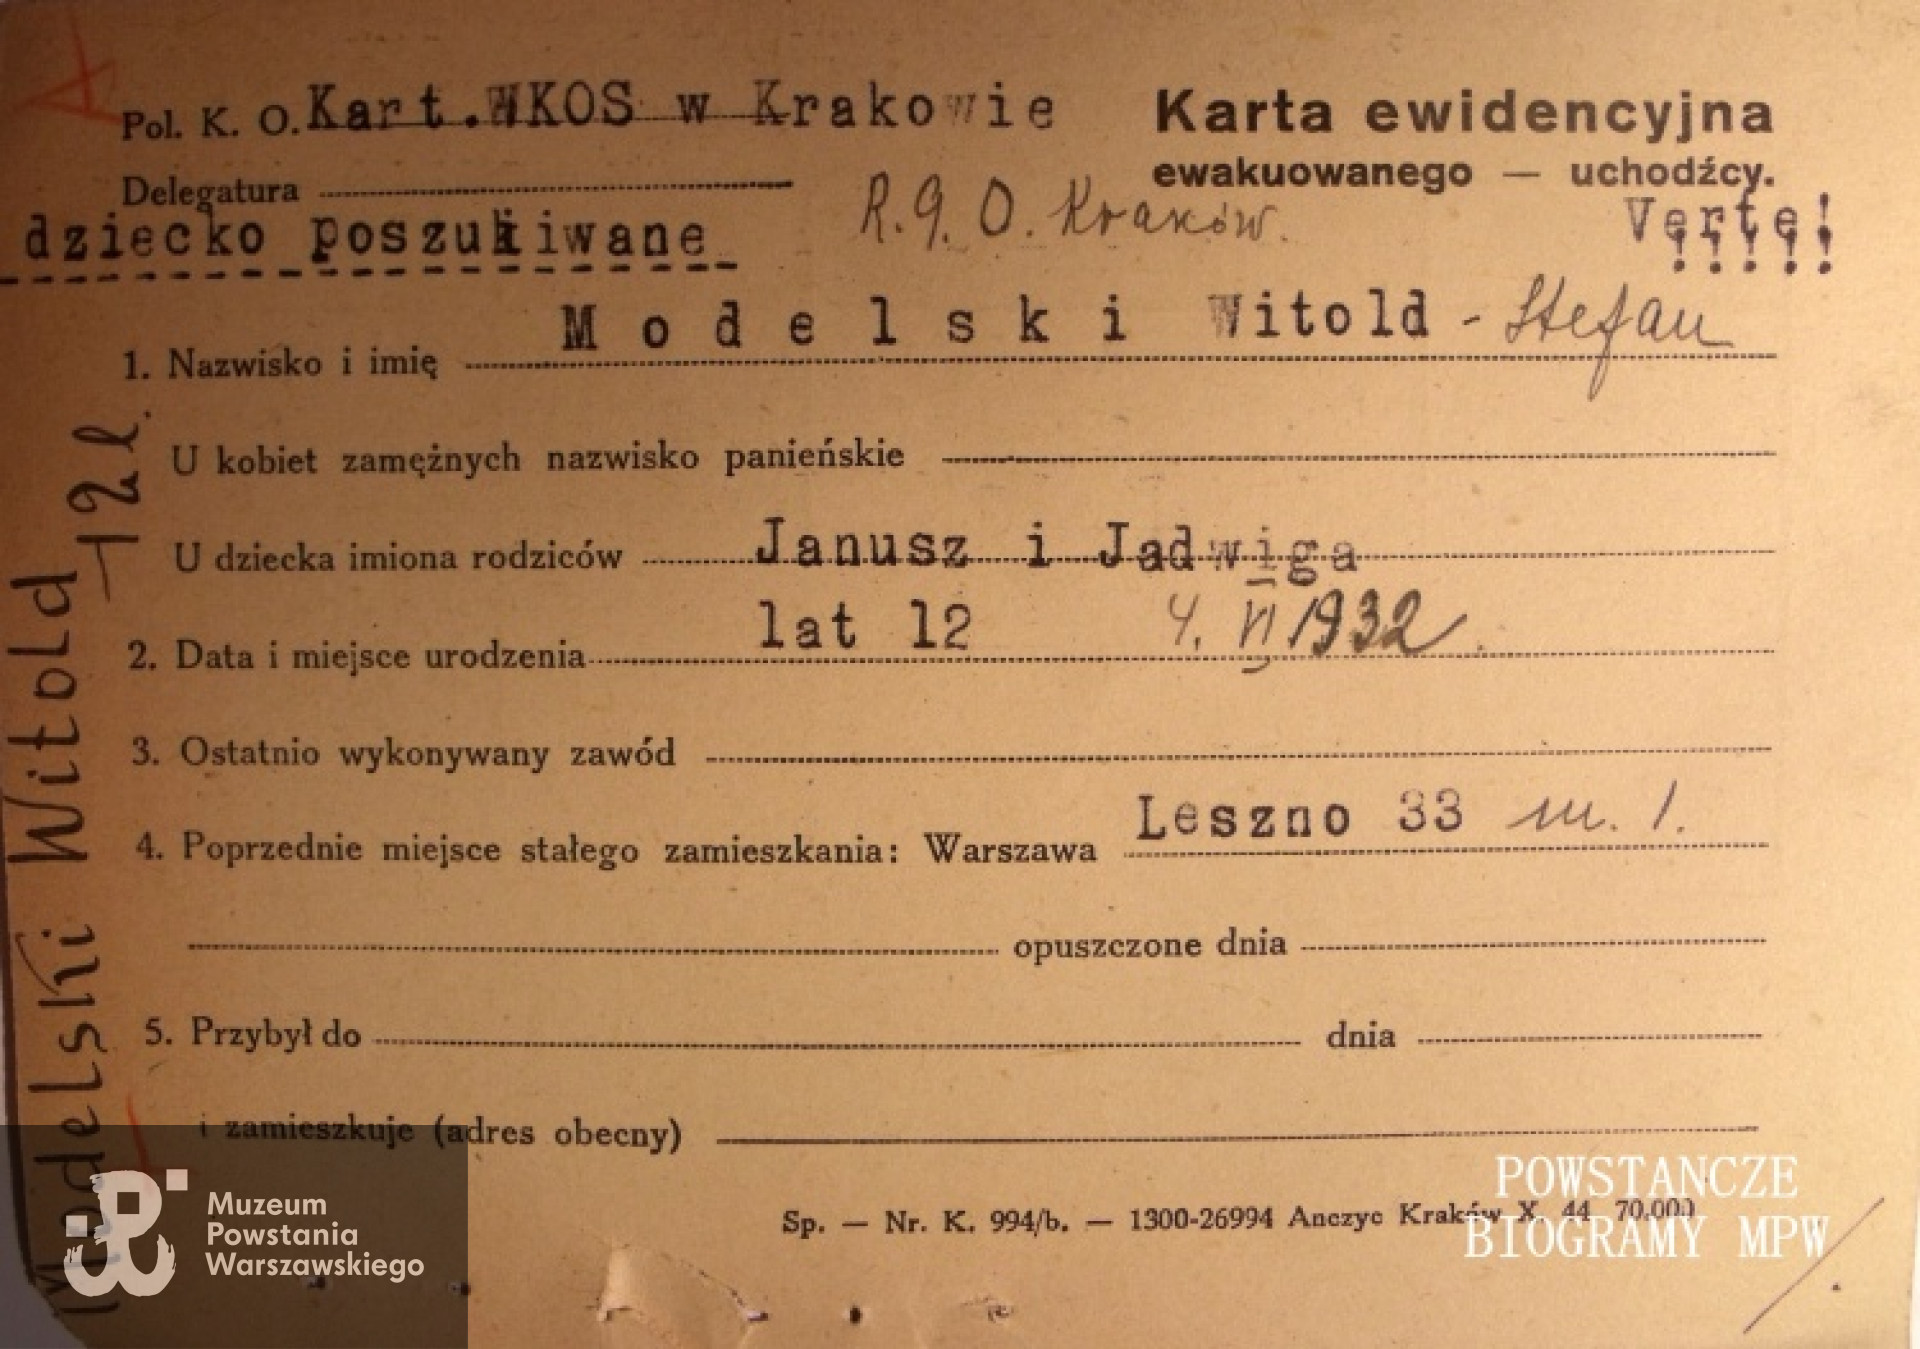 Pol. K. O. Kart. WKOS w Krakowie
Karta ewidencyjna
ewakuowanego — uchodźcy.
Delegatura
R. G. O. Kraków.
Verte!
!!!!!
dziecko poszukiwane
1. Nazwisko i imię Modelski Witold - Stefan
U kobiet zamężnych nazwisko panieńskie
U dziecka imiona rodziców Janusz i Jadwiga
2. Data i miejsce urodzenia lat 12 4. VI 1932.
3. Ostatnio wykonywany zawód
4. Poprzednie miejsce stałego zamieszkania: Warszawa Leszno 33 m. 1.
opuszczone dnia
5. Przybył do dnia
i zamieszkuje (adres obecny)
Sp. — Nr. K. 994/b. — 1300-26994 Anczyc Kraków X. 44 70.000
Modelski Witold 12 l.
Muzeum
Powstania
Warszawskiego
POWSTANCZE
BIOGRAMY MPW